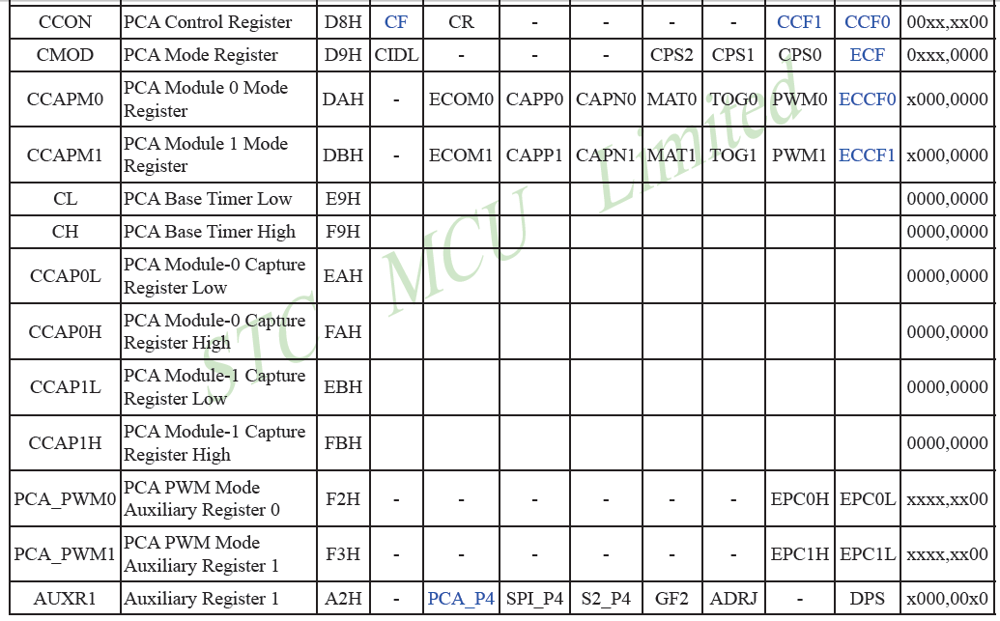 CCON PCA Control Register D8H CF CR - - - - CCF1 CCF0 00xx,xx00
CMOD PCA Mode Register D9H CIDL - - - CPS2 CPS1 CPS0 ECF 0xxx,0000
CCAPM0 PCA Module 0 Mode Register DAH - ECOM0 CAPP0 CAPN0 MAT0 TOG0 PWM0 ECCF0 x000,0000
CCAPM1 PCA Module 1 Mode Register DBH - ECOM1 CAPP1 CAPN1 MAT1 TOG1 PWM1 ECCF1 x000,0000
CL PCA Base Timer Low E9H 0000,0000
CH PCA Base Timer High F9H 0000,0000
CCAP0L PCA Module-0 Capture Register Low EAH 0000,0000
CCAP0H PCA Module-0 Capture Register High FAH 0000,0000
CCAP1L PCA Module-1 Capture Register Low EBH 0000,0000
CCAP1H PCA Module-1 Capture Register High FBH 0000,0000
PCA_PWM0 PCA PWM Mode Auxiliary Register 0 F2H - - - - - - EPC0H EPC0L xxxx,xx00
PCA_PWM1 PCA PWM Mode Auxiliary Register 1 F3H - - - - - - EPC1H EPC1L xxxx,xx00
AUXR1 Auxiliary Register 1 A2H - PCA_P4 SPI_P4 S2_P4 GF2 ADRJ - DPS x000,00x0
STC MCU Limited